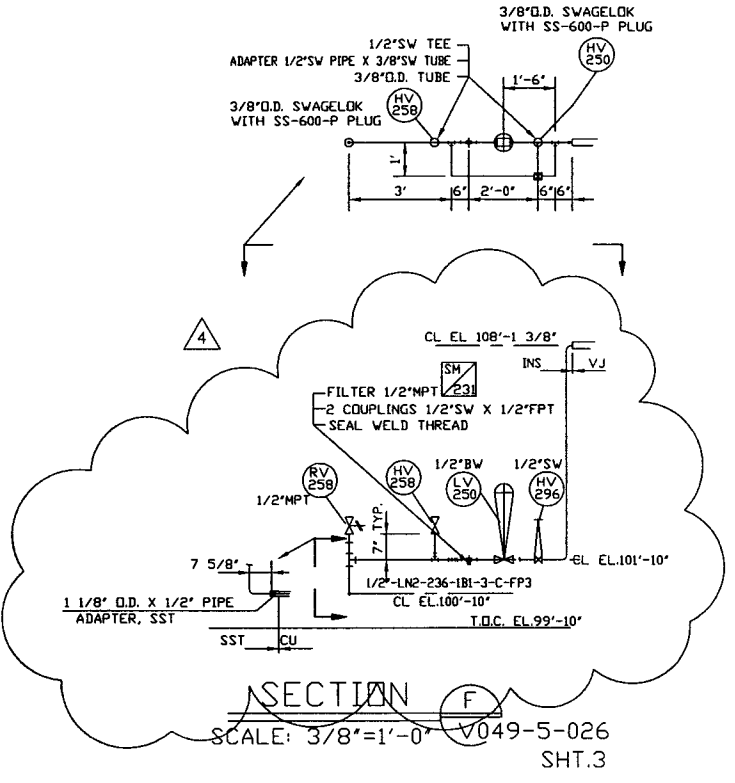 3/8"O.D. SWAGELOK
WITH SS-600-P PLUG
1/2"SW TEE
ADAPTER 1/2"SW PIPE X 3/8"SW TUBE
3/8"O.D. TUBE
HV
250
1'-6"
3/8"O.D. SWAGELOK
WITH SS-600-P PLUG
HV
258
1'
3'
6"
2'-0"
6"
6"
4
CL EL 108'-1 3/8"
INS
VJ
SM
231
FILTER 1/2"MPT
2 COUPLINGS 1/2"SW X 1/2"FPT
SEAL WELD THREAD
RV
258
HV
258
1/2"BW
LV
250
1/2"SW
HV
296
1/2"MPT
7" TYP.
CL EL.101'-10"
7 5/8"
1/2"-LN2-236-1B1-3-C-FP3
CL EL.100'-10"
1 1/8" O.D. X 1/2" PIPE
ADAPTER, SST
T.O.C. EL.99'-10"
SST
CU
SECTION
F
SCALE: 3/8"=1'-0"
V049-5-026
SHT.3